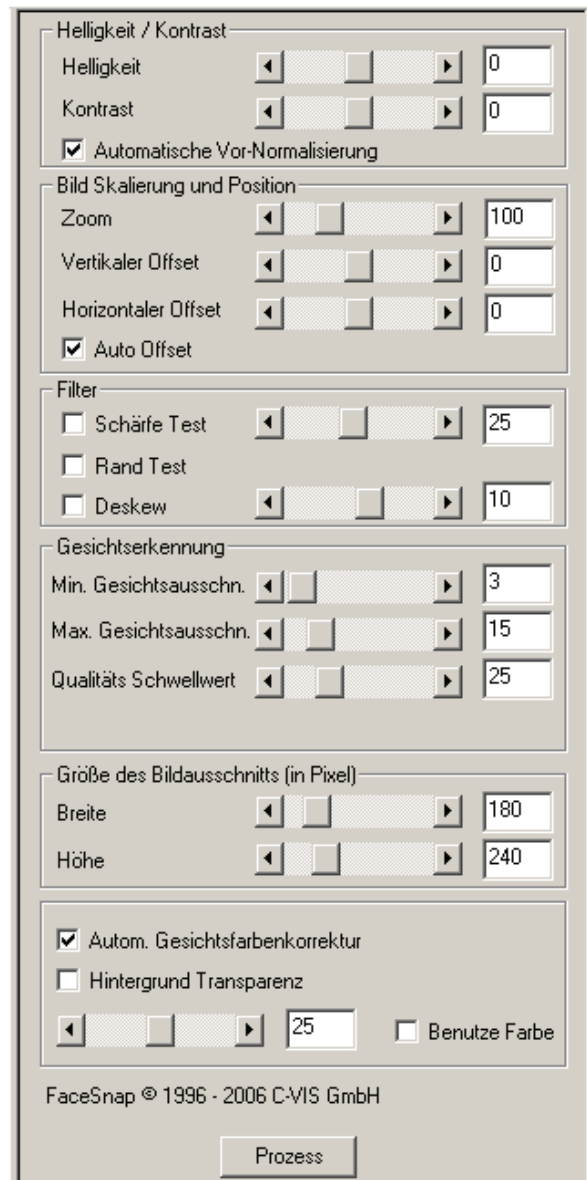 Helligkeit / Kontrast
Helligkeit 0
Kontrast 0
Automatische Vor-Normalisierung
Bild Skalierung und Position
Zoom 100
Vertikaler Offset 0
Horizontaler Offset 0
Auto Offset
Filter
Schärfe Test 25
Rand Test
Deskew 10
Gesichtserkennung
Min. Gesichtsausschn. 3
Max. Gesichtsausschn. 15
Qualitäts Schwellwert 25
Größe des Bildausschnitts (in Pixel)
Breite 180
Höhe 240
Autom. Gesichtsfarbenkorrektur
Hintergrund Transparenz
25 Benutze Farbe
FaceSnap © 1996 - 2006 C-VIS GmbH
Prozess